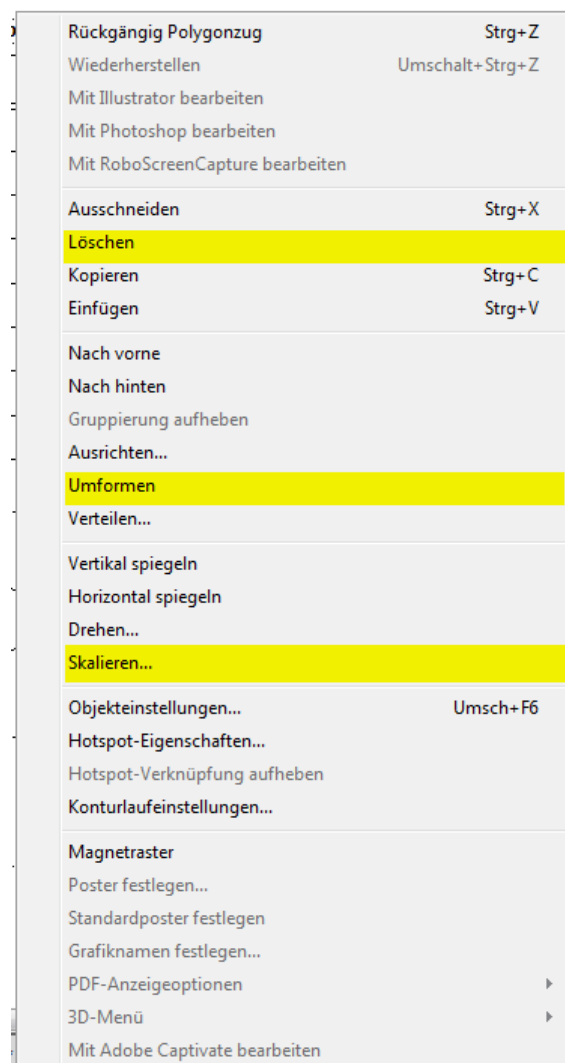 Rückgängig Polygonzug Strg+Z
Wiederherstellen Umschalt+Strg+Z
Mit Illustrator bearbeiten
Mit Photoshop bearbeiten
Mit RoboScreenCapture bearbeiten
Ausschneiden Strg+X
Löschen
Kopieren Strg+C
Einfügen Strg+V
Nach vorne
Nach hinten
Gruppierung aufheben
Ausrichten...
Umformen
Verteilen...
Vertikal spiegeln
Horizontal spiegeln
Drehen...
Skalieren...
Objekteinstellungen... Umsch+F6
Hotspot-Eigenschaften...
Hotspot-Verknüpfung aufheben
Konturlaufeinstellungen...
Magnetraster
Poster festlegen...
Standardposter festlegen
Grafiknamen festlegen...
PDF-Anzeigeoptionen
3D-Menü
Mit Adobe Captivate bearbeiten